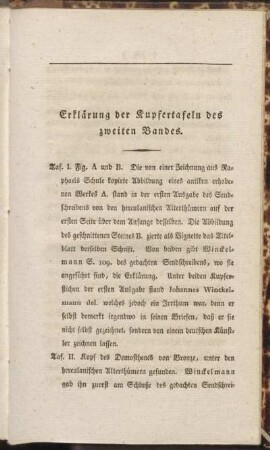 Erklärung der Kupfertafeln des
zweiten Bandes.
Taf. I. Fig. A und B. Die von einer Zeichnung aus Ra-
phaels Schule kopirte Abbildung eines antiken erhobe-
nen Werkes A. stand in der ersten Ausgabe des Send-
schreibens von den herculanischen Alterthümern auf der
ersten Seite über dem Anfange desselben. Die Abbildung
des geschnittenen Steines B. zierte als Vignette das Titel-
blatt derselben Schrift. Von beiden gibt Winckel-
mann S. 109. des gedachten Sendschreibens, wo sie
angeführt sind, die Erklärung. Unter beiden Kupfer-
stichen der ersten Ausgabe stand Iohannes Winckel-
mann del. welches jedoch ein Irrthum war, denn er
selbst bemerkt irgendwo in seinen Briefen, daß er sie
nicht selbst gezeichnet, sondern von einem deutschen Künst-
ler zeichnen lassen.
Taf. II. Kopf des Demosthenes von Bronze, unter den
herculanischen Alterthümern gefunden. Winckelmann
gab ihn zuerst am Schluße des gedachten Sendschrei-